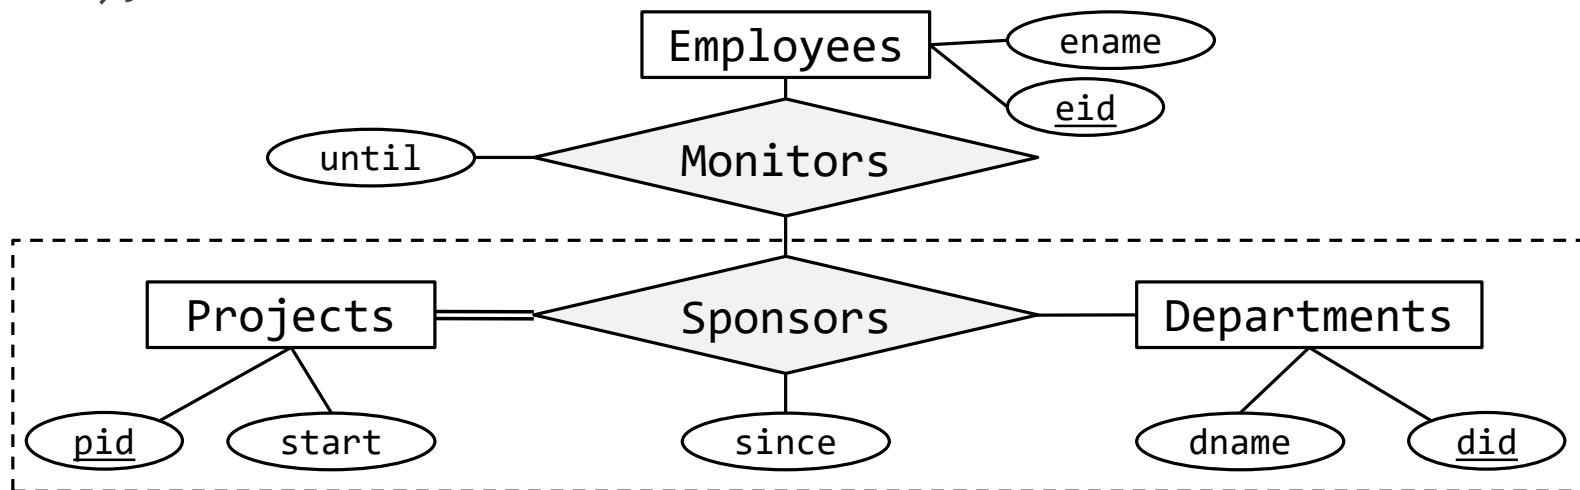 Employees
ename
eid
until
Monitors
Projects
Sponsors
Departments
pid
start
since
dname
did